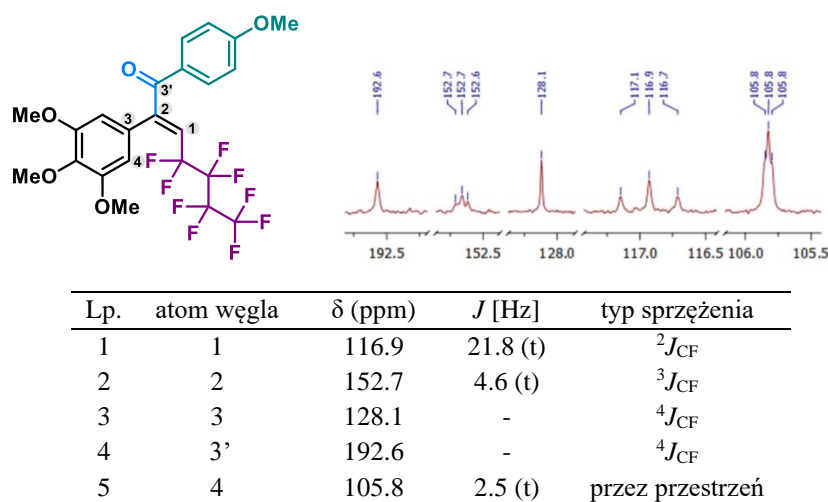 OMe
O
3'
2
1
3
4
MeO
MeO
OMe
F F F
F F
F F F
F
192.6
152.7
152.7
152.6
128.1
117.1
116.9
116.7
105.8
105.8
105.8
192.5 152.5 128.0 117.0 116.5 106.0 105.5
Lp. atom węgla δ (ppm) J [Hz] typ sprzężenia
1 1 116.9 21.8 (t) ²JCF
2 2 152.7 4.6 (t) ³JCF
3 3 128.1 - ⁴JCF
4 3’ 192.6 - ⁴JCF
5 4 105.8 2.5 (t) przez przestrzeń